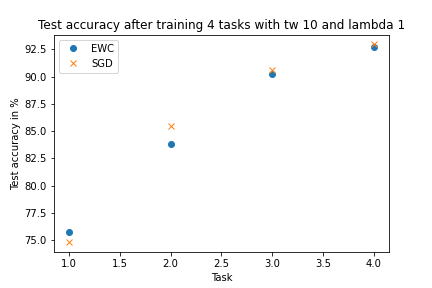 Test accuracy after training 4 tasks with tw 10 and lambda 1
EWC
SGD
Test accuracy in %
92.5
90.0
87.5
85.0
82.5
80.0
77.5
75.0
1.0 1.5 2.0 2.5 3.0 3.5 4.0
Task